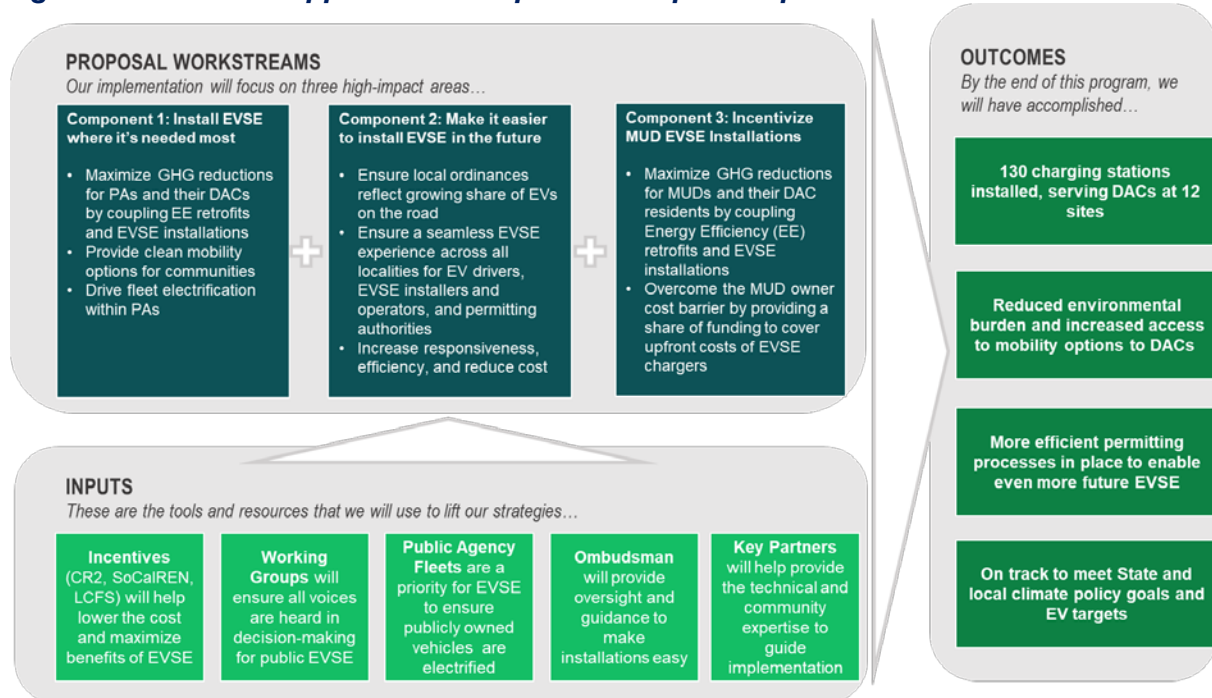 PROPOSAL WORKSTREAMS
Our implementation will focus on three high-impact areas…
Component 1: Install EVSE
where it's needed most
• Maximize GHG reductions
for PAs and their DACs
by coupling EE retrofits
and EVSE installations
• Provide clean mobility
options for communities
• Drive fleet electrification
within PAs
Component 2: Make it easier
to install EVSE in the future
• Ensure local ordinances
reflect growing share of EVs
on the road
• Ensure a seamless EVSE
experience across all
localities for EV drivers,
EVSE installers and
operators, and permitting
authorities
• Increase responsiveness,
efficiency, and reduce cost
Component 3: Incentivize
MUD EVSE Installations
• Maximize GHG reductions
for MUDs and their DAC
residents by coupling
Energy Efficiency (EE)
retrofits and EVSE
installations
• Overcome the MUD owner
cost barrier by providing a
share of funding to cover
upfront costs of EVSE
chargers
INPUTS
These are the tools and resources that we will use to lift our strategies…
Incentives
(CR2, SoCalREN,
LCFS) will help
lower the cost
and maximize
benefits of EVSE
Working
Groups will
ensure all voices
are heard in
decision-making
for public EVSE
Public Agency
Fleets are a
priority for EVSE
to ensure
publicly owned
vehicles are
electrified
Ombudsman
will provide
oversight and
guidance to
make
installations easy
Key Partners
will help provide
the technical and
community
expertise to
guide
implementation
OUTCOMES
By the end of this program, we
will have accomplished…
130 charging stations
installed, serving DACs at 12
sites
Reduced environmental
burden and increased access
to mobility options to DACs
More efficient permitting
processes in place to enable
even more future EVSE
On track to meet State and
local climate policy goals and
EV targets